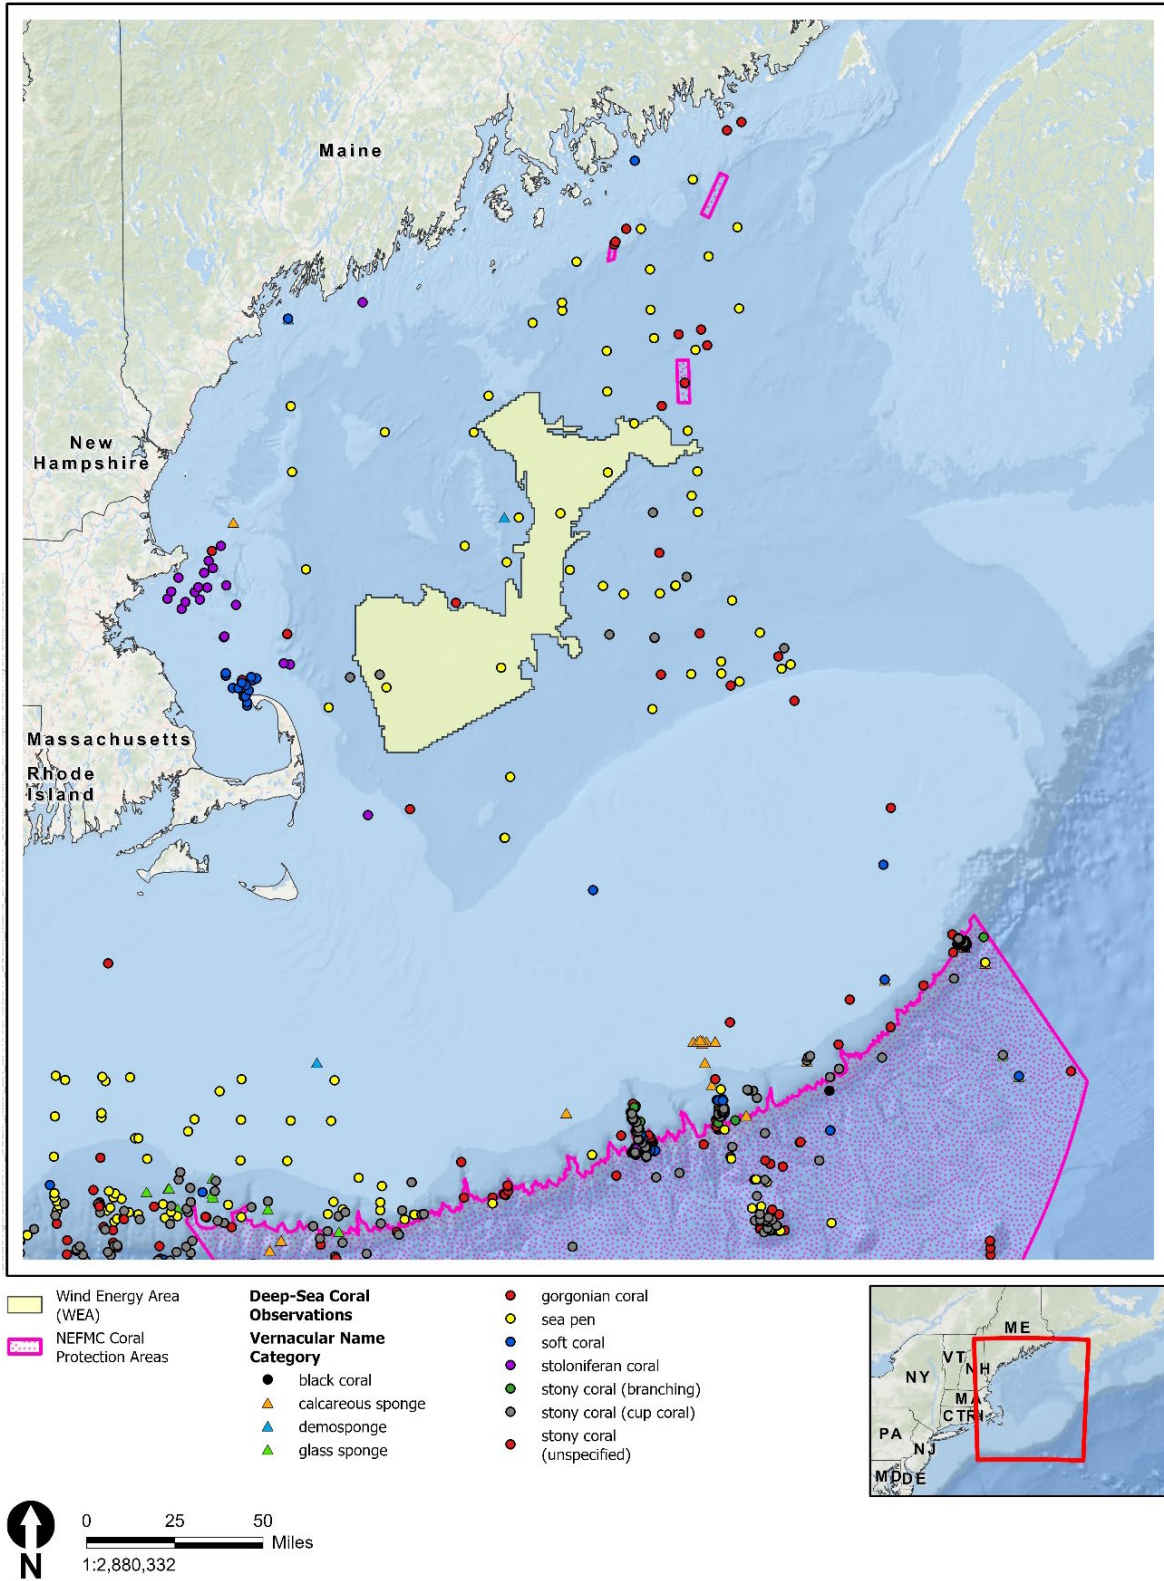 Maine
New
Hampshire
Massachusetts
Rhode
Island
Wind Energy Area
(WEA)
NEFMC Coral
Protection Areas
Deep-Sea Coral
Observations
Vernacular Name
Category
black coral
calcareous sponge
demosponge
glass sponge
gorgonian coral
sea pen
soft coral
stoloniferan coral
stony coral (branching)
stony coral (cup coral)
stony coral
(unspecified)
ME
VT
NH
NY
MA
CT RI
PA
NJ
MD DE
N
0 25 50
Miles
1:2,880,332